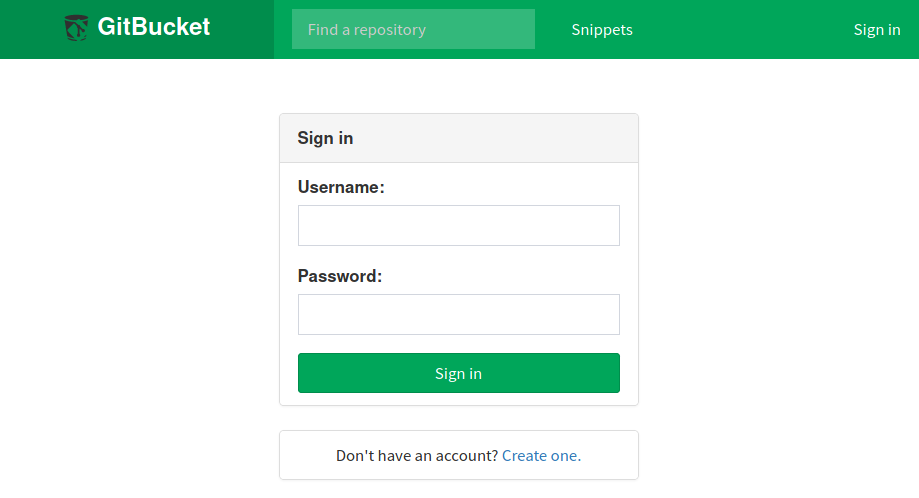 GitBucket
Find a repository
Snippets
Sign in
Sign in
Username:
Password:
Sign in
Don't have an account? Create one.